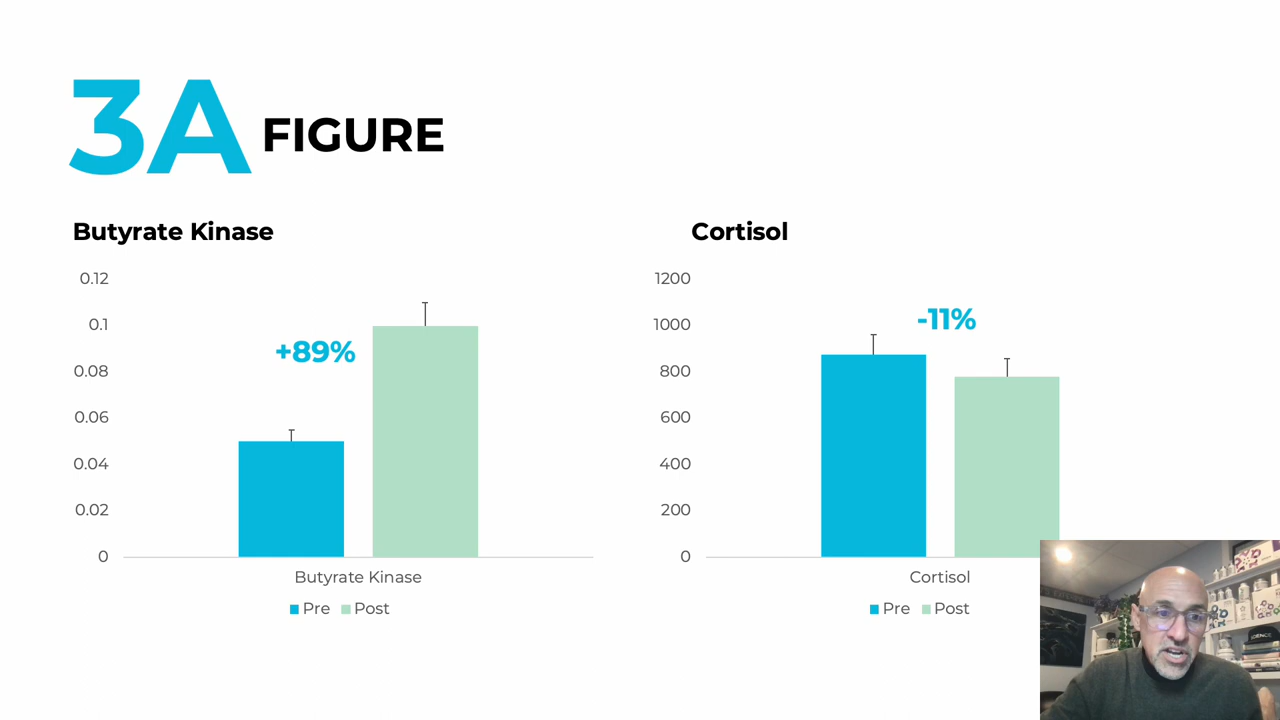 3A FIGURE
Butyrate Kinase
0.12
0.1
0.08
0.06
0.04
0.02
0
+89%
Butyrate Kinase
Pre Post
Cortisol
1200
1000
800
600
400
200
0
-11%
Cortisol
Pre Post